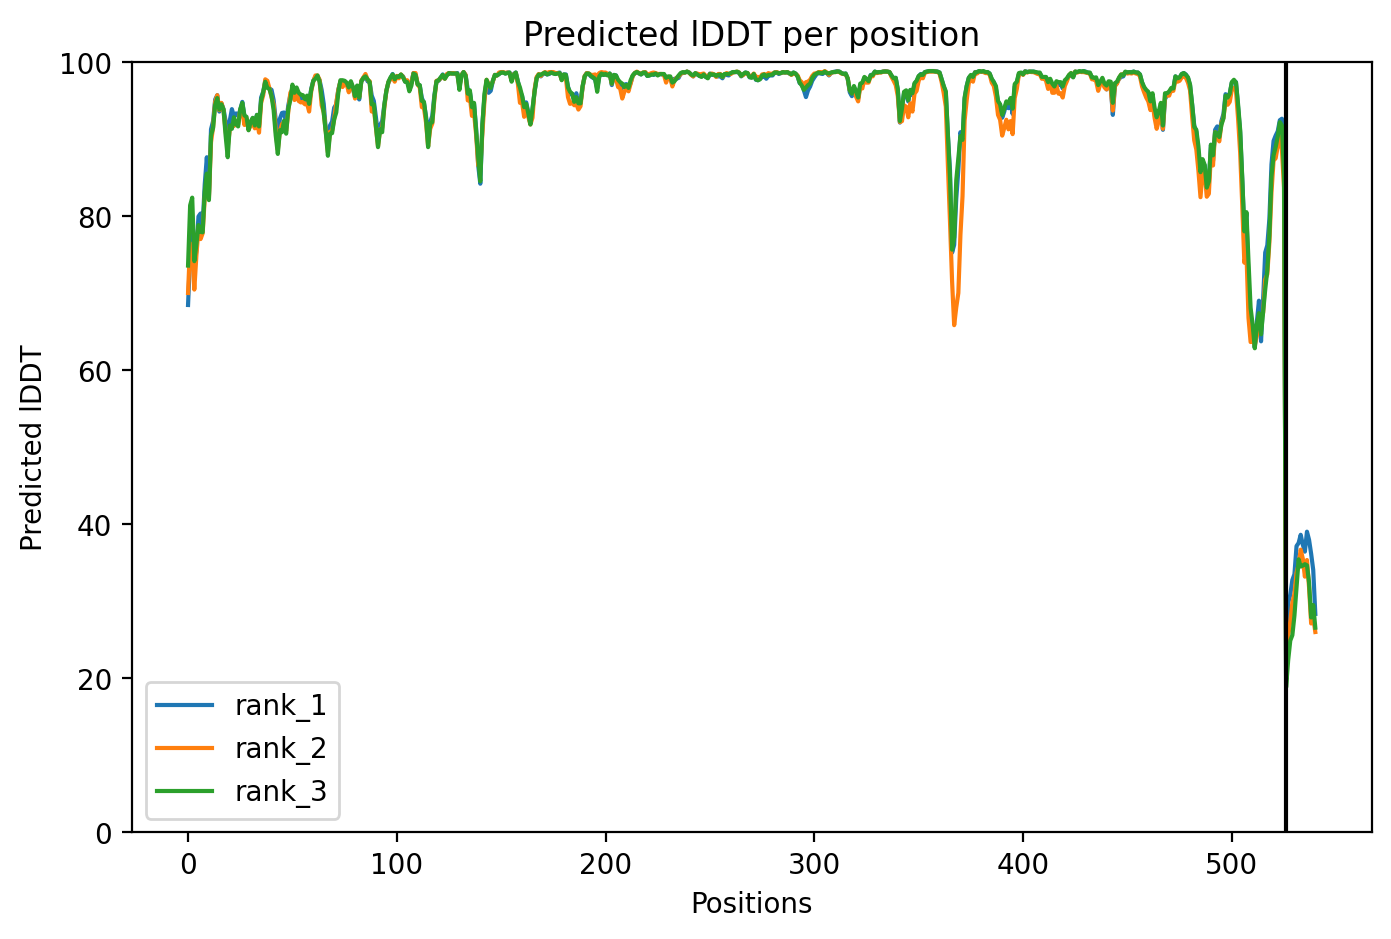 Predicted lDDT per position
Predicted lDDT
100
80
60
40
20
0
rank_1
rank_2
rank_3
0 100 200 300 400 500
Positions